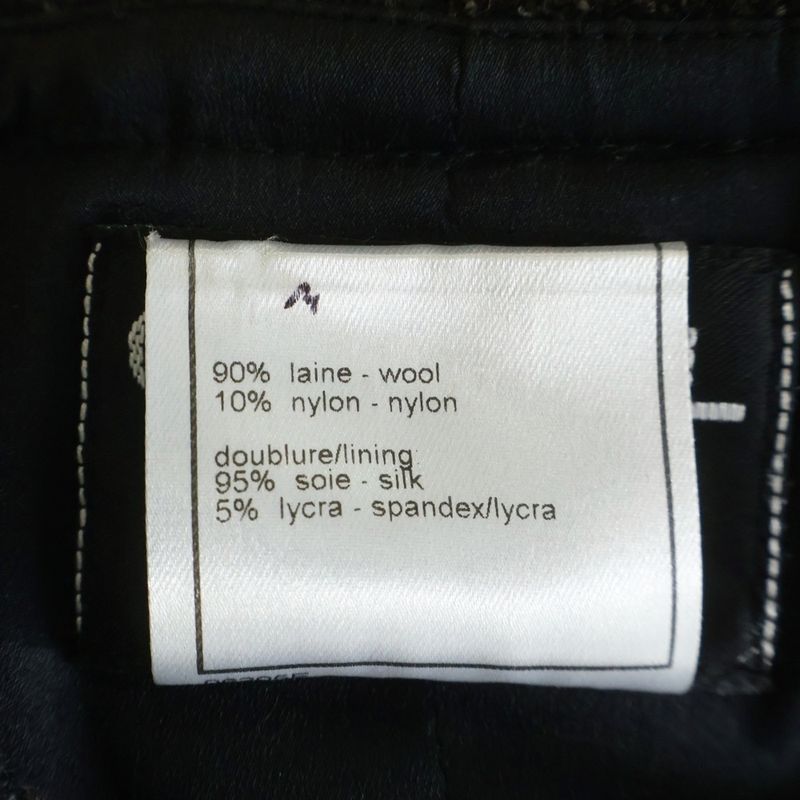 90% laine - wool
10% nylon - nylon
doublure/lining
95% soie - silk
5% lycra - spandex/lycra